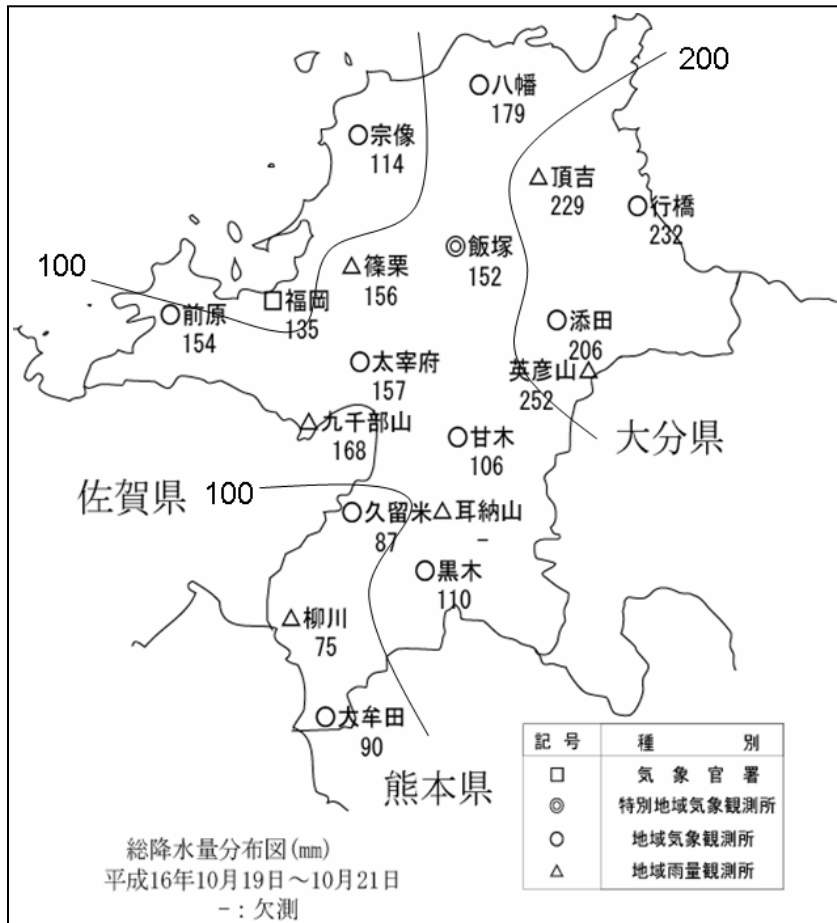 200
八幡
179
宗像
114
頂吉
229
行橋
232
飯塚
152
100
篠栗
156
福岡
135
前原
154
添田
206
太宰府
157
英彦山
252
九千部山
168
甘木
106
大分県
佐賀県
100
久留米
87
耳納山
-
黒木
110
柳川
75
大牟田
90
熊本県
記号 種別
□ 気象官署
◎ 特別地域気象観測所
○ 地域気象観測所
△ 地域雨量観測所
総降水量分布図(mm)
平成16年10月19日～10月21日
-：欠測